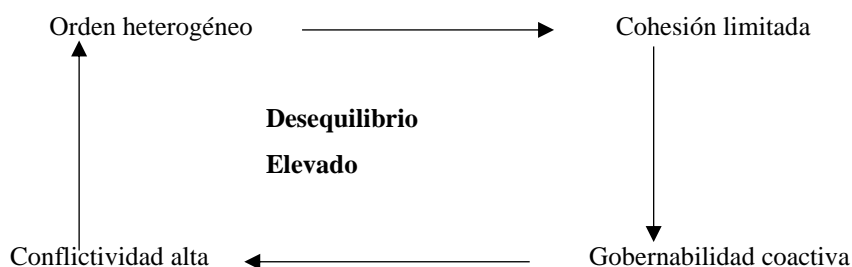 Orden heterogéneo
Cohesión limitada
Desequilibrio
Elevado
Conflictividad alta
Gobernabilidad coactiva